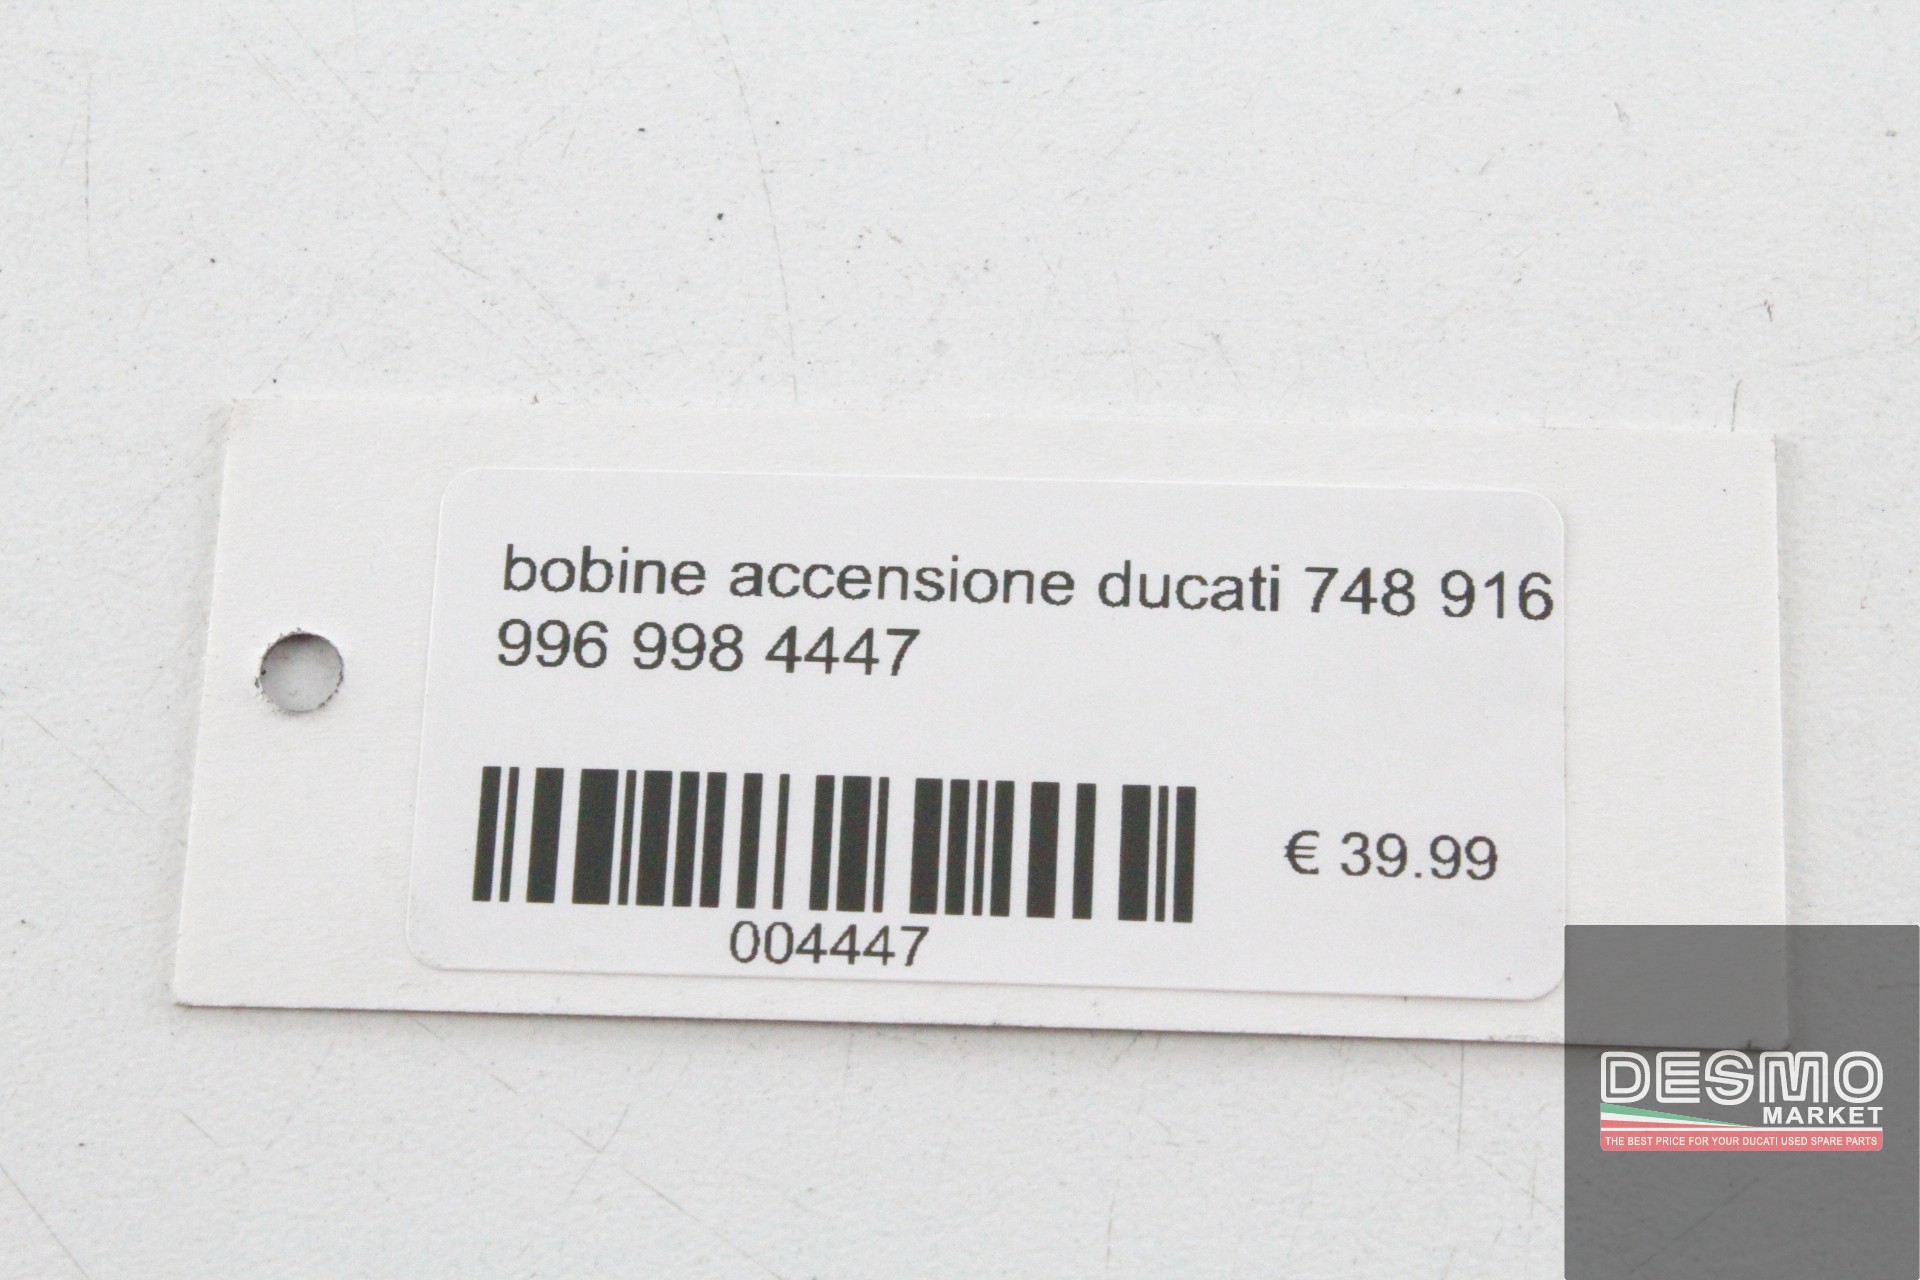 bobine accensione ducati 748 916
996 998 4447
€ 39.99
004447
DESMO
MARKET
THE BEST PRICE FOR YOUR DUCATI USED SPARE PARTS